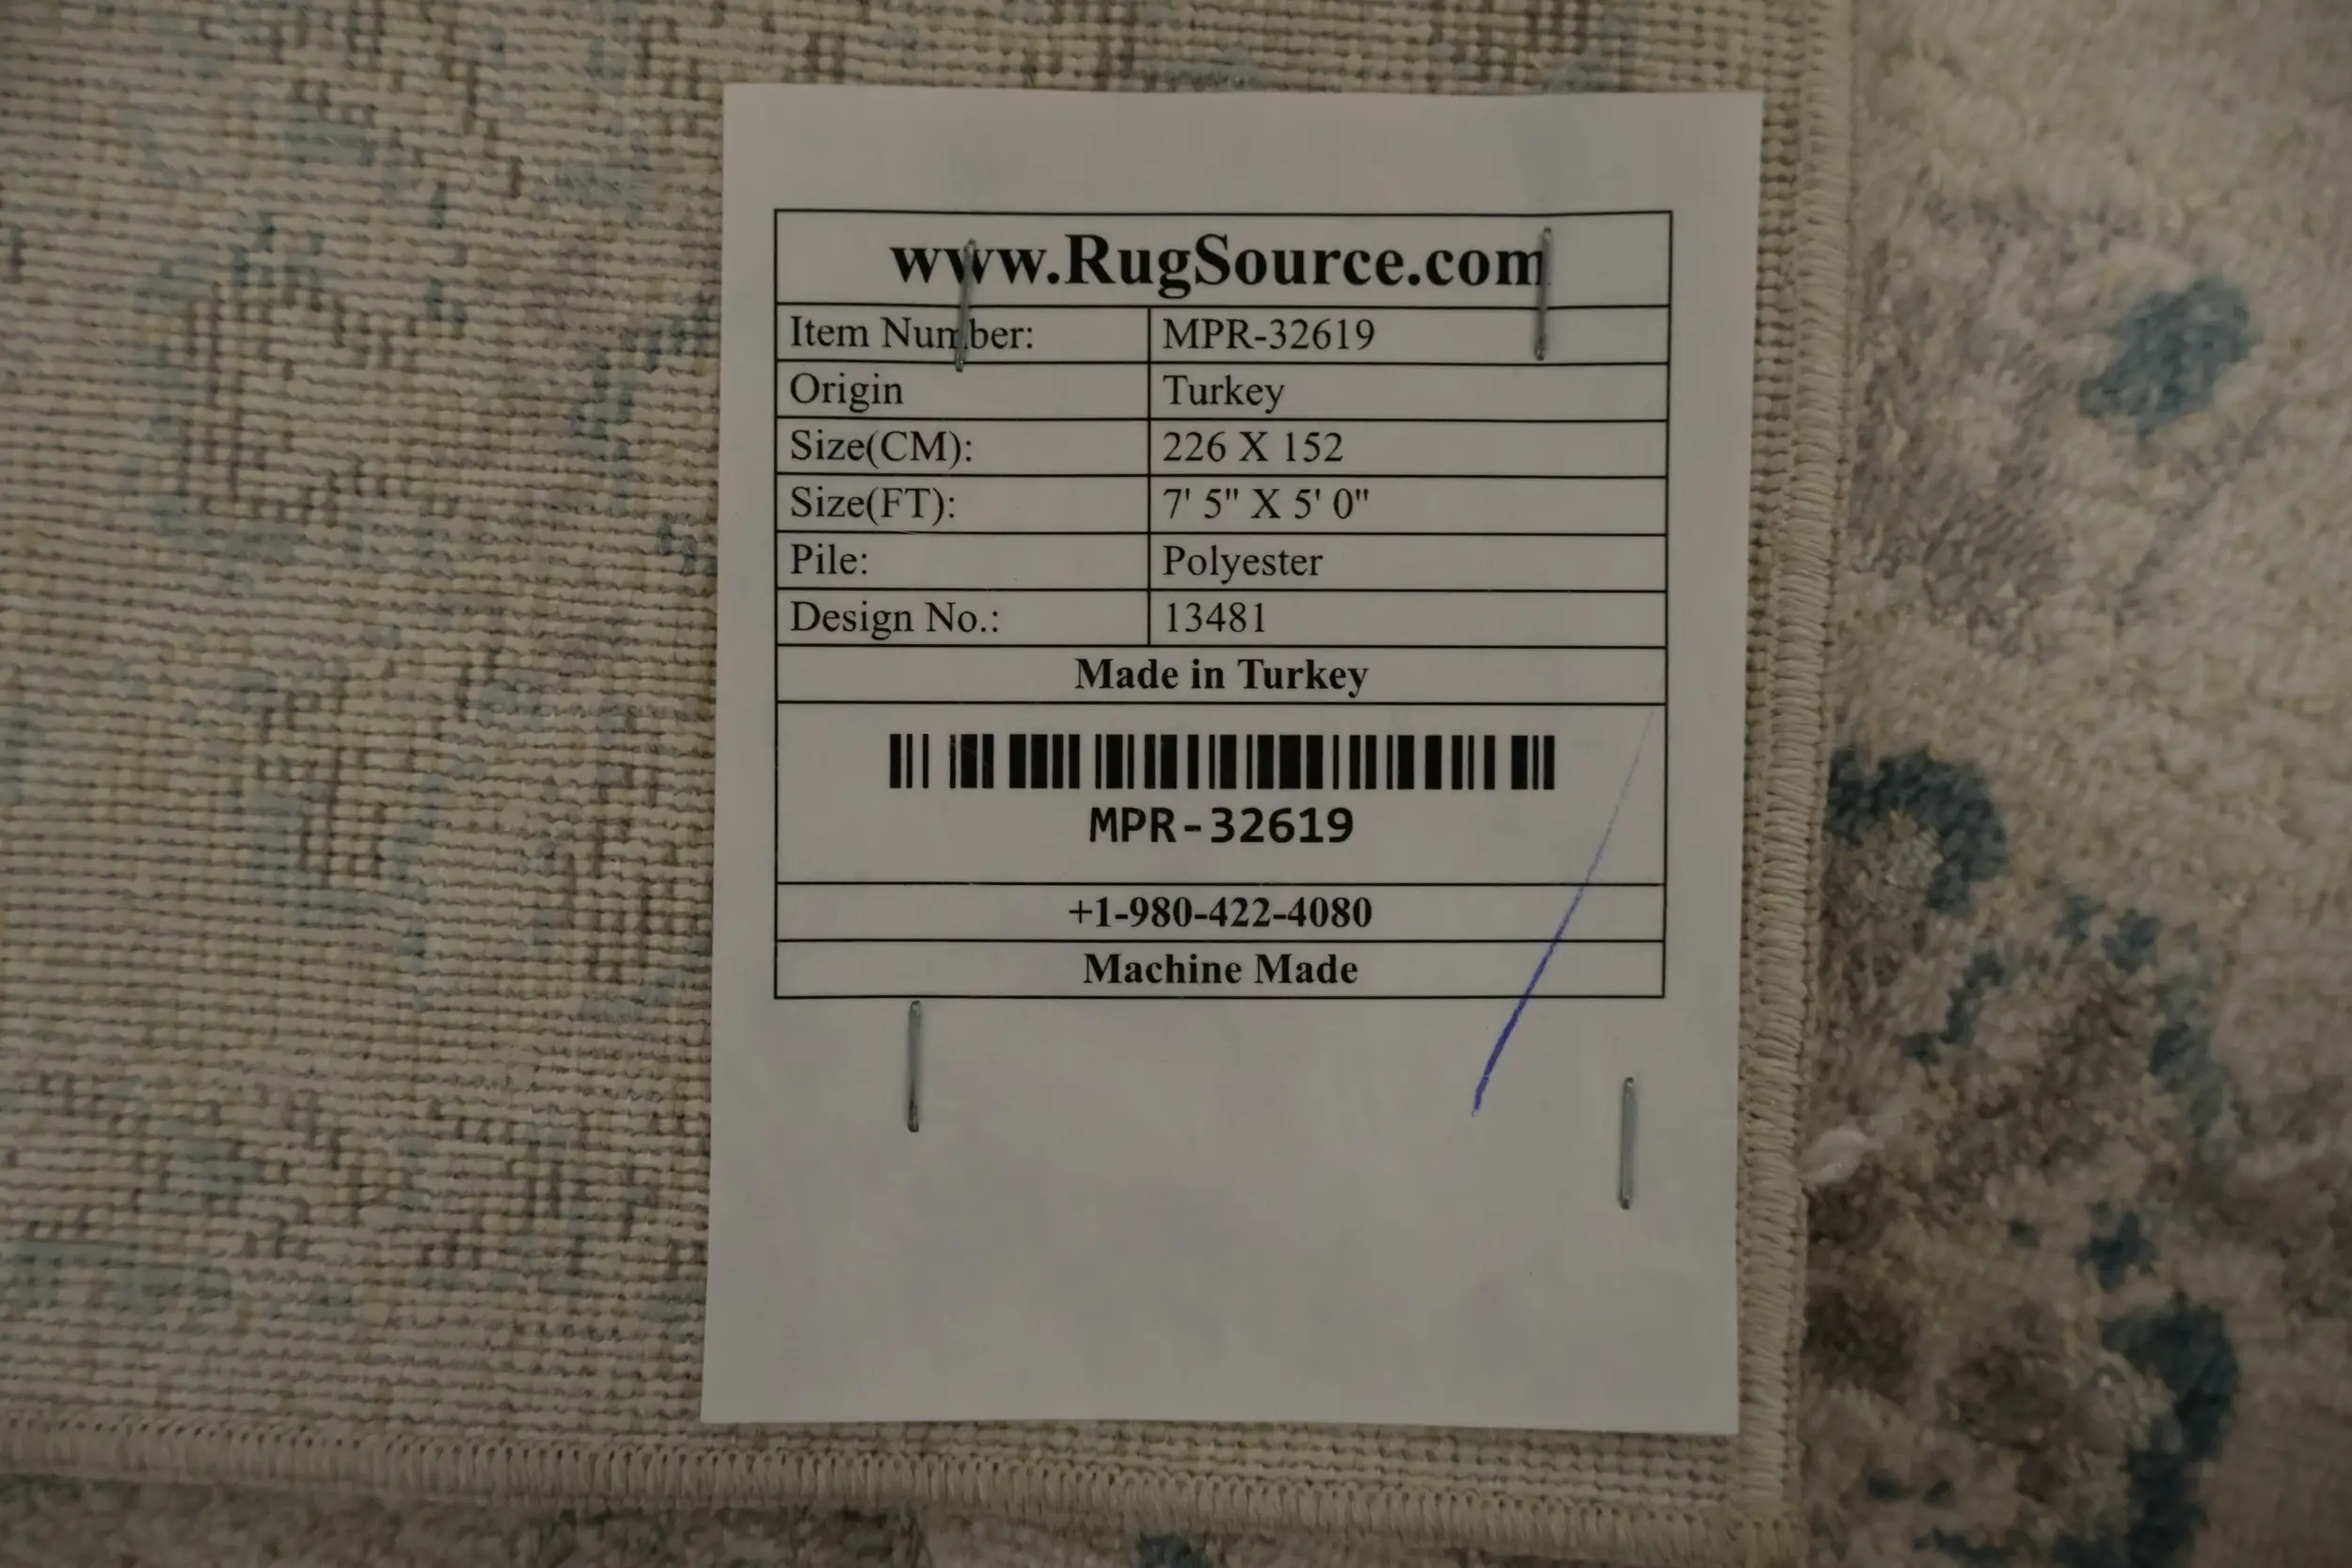 www.RugSource.com
Item Number: MPR-32619
Origin Turkey
Size(CM): 226 X 152
Size(FT): 7' 5" X 5' 0"
Pile: Polyester
Design No.: 13481
Made in Turkey
MPR-32619
+1-980-422-4080
Machine Made